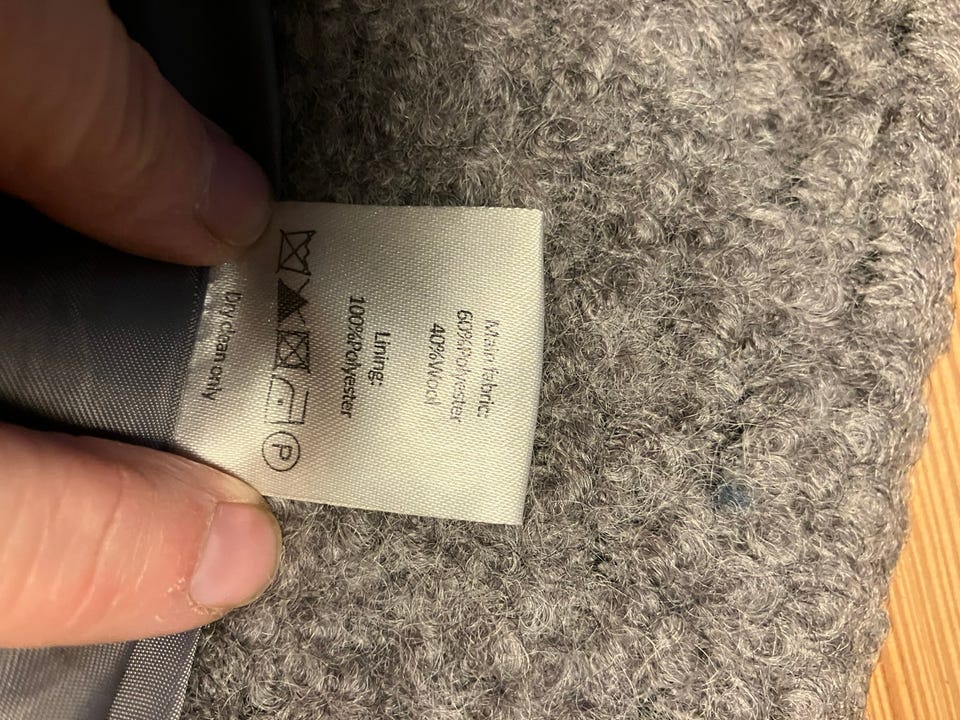 Main fabric:
60%Polyester
40%Wool
Lining:
100%Polyester
P
Dry clean only